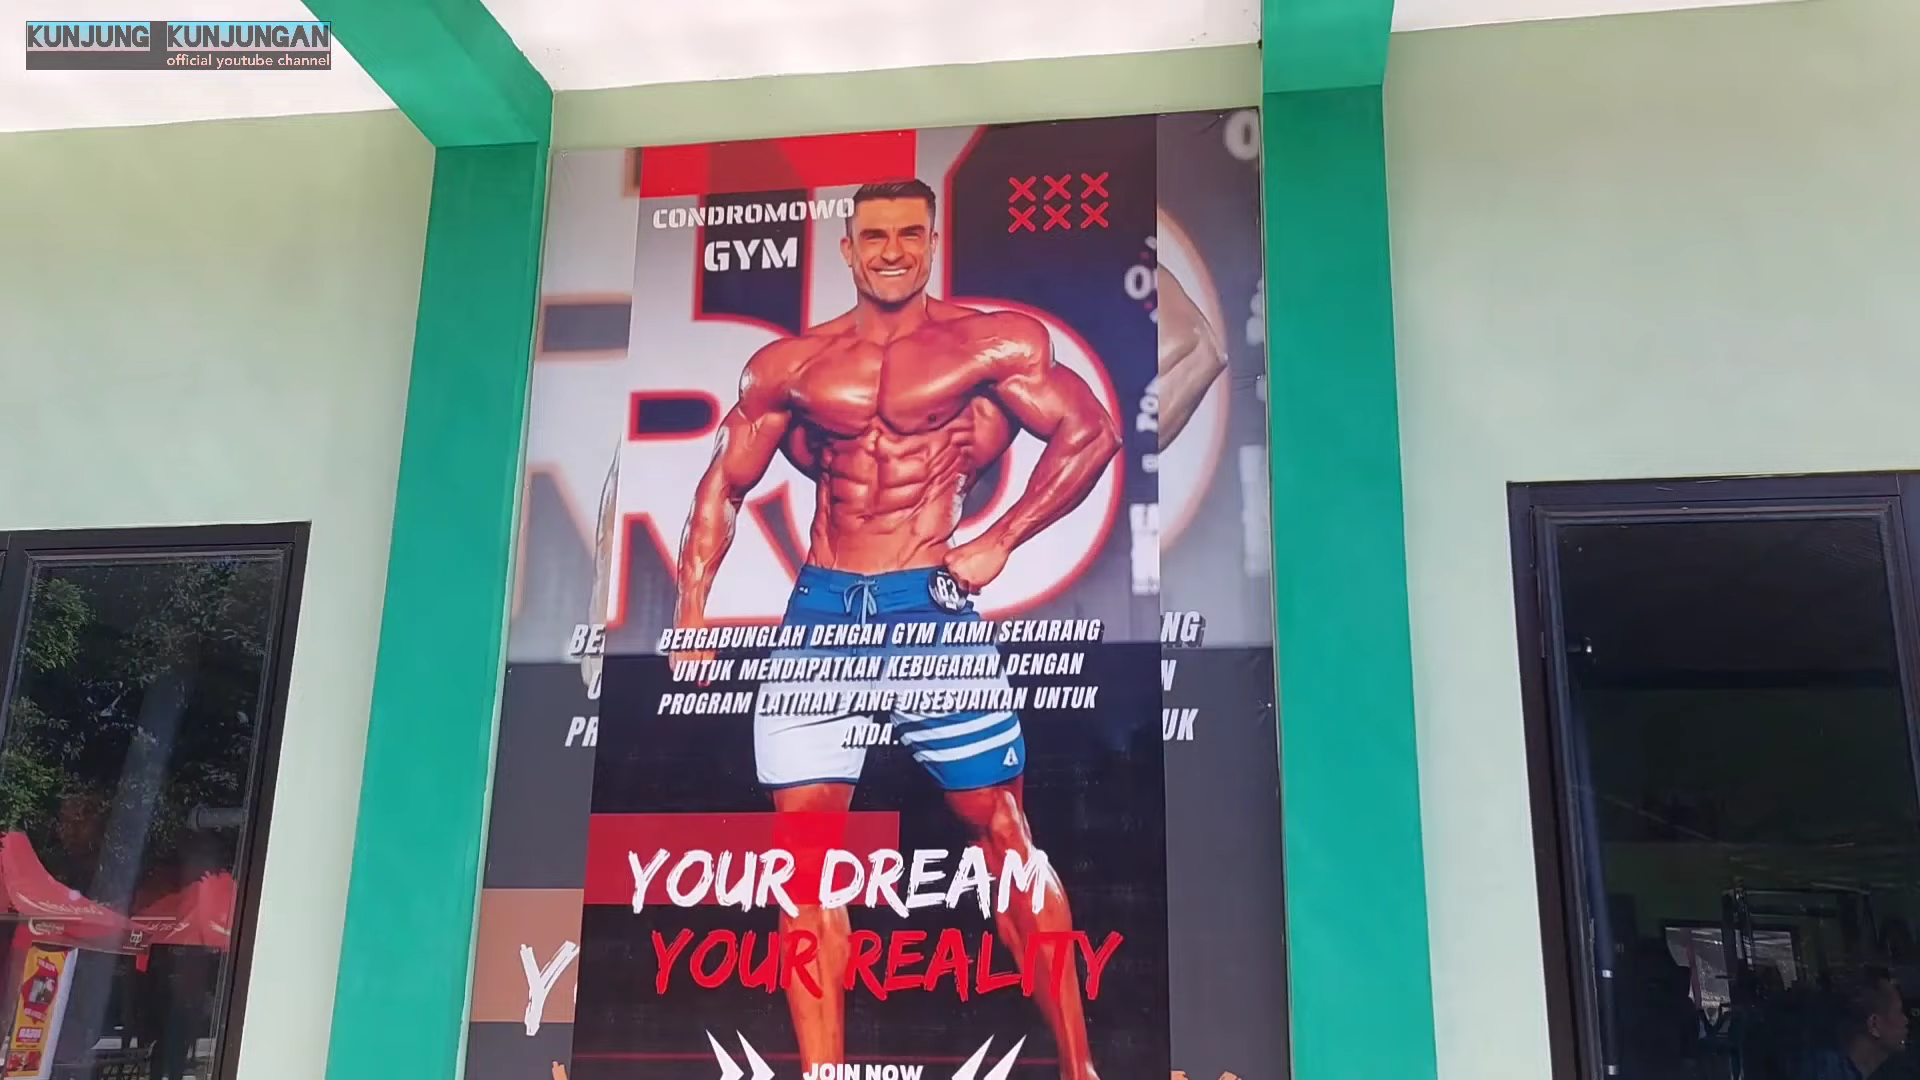 KUNJUNG KUNJUNGAN
official youtube channel
CONDROMOWO
GYM
83
BERGABUNGLAH DENGAN GYM KAMI SEKARANG
UNTUK MENDAPATKAN KEBUGARAN DENGAN
PROGRAM LATIHAN YANG DISESUAIKAN UNTUK
ANDA.
YOUR DREAM
YOUR REALITY
JOIN NOW